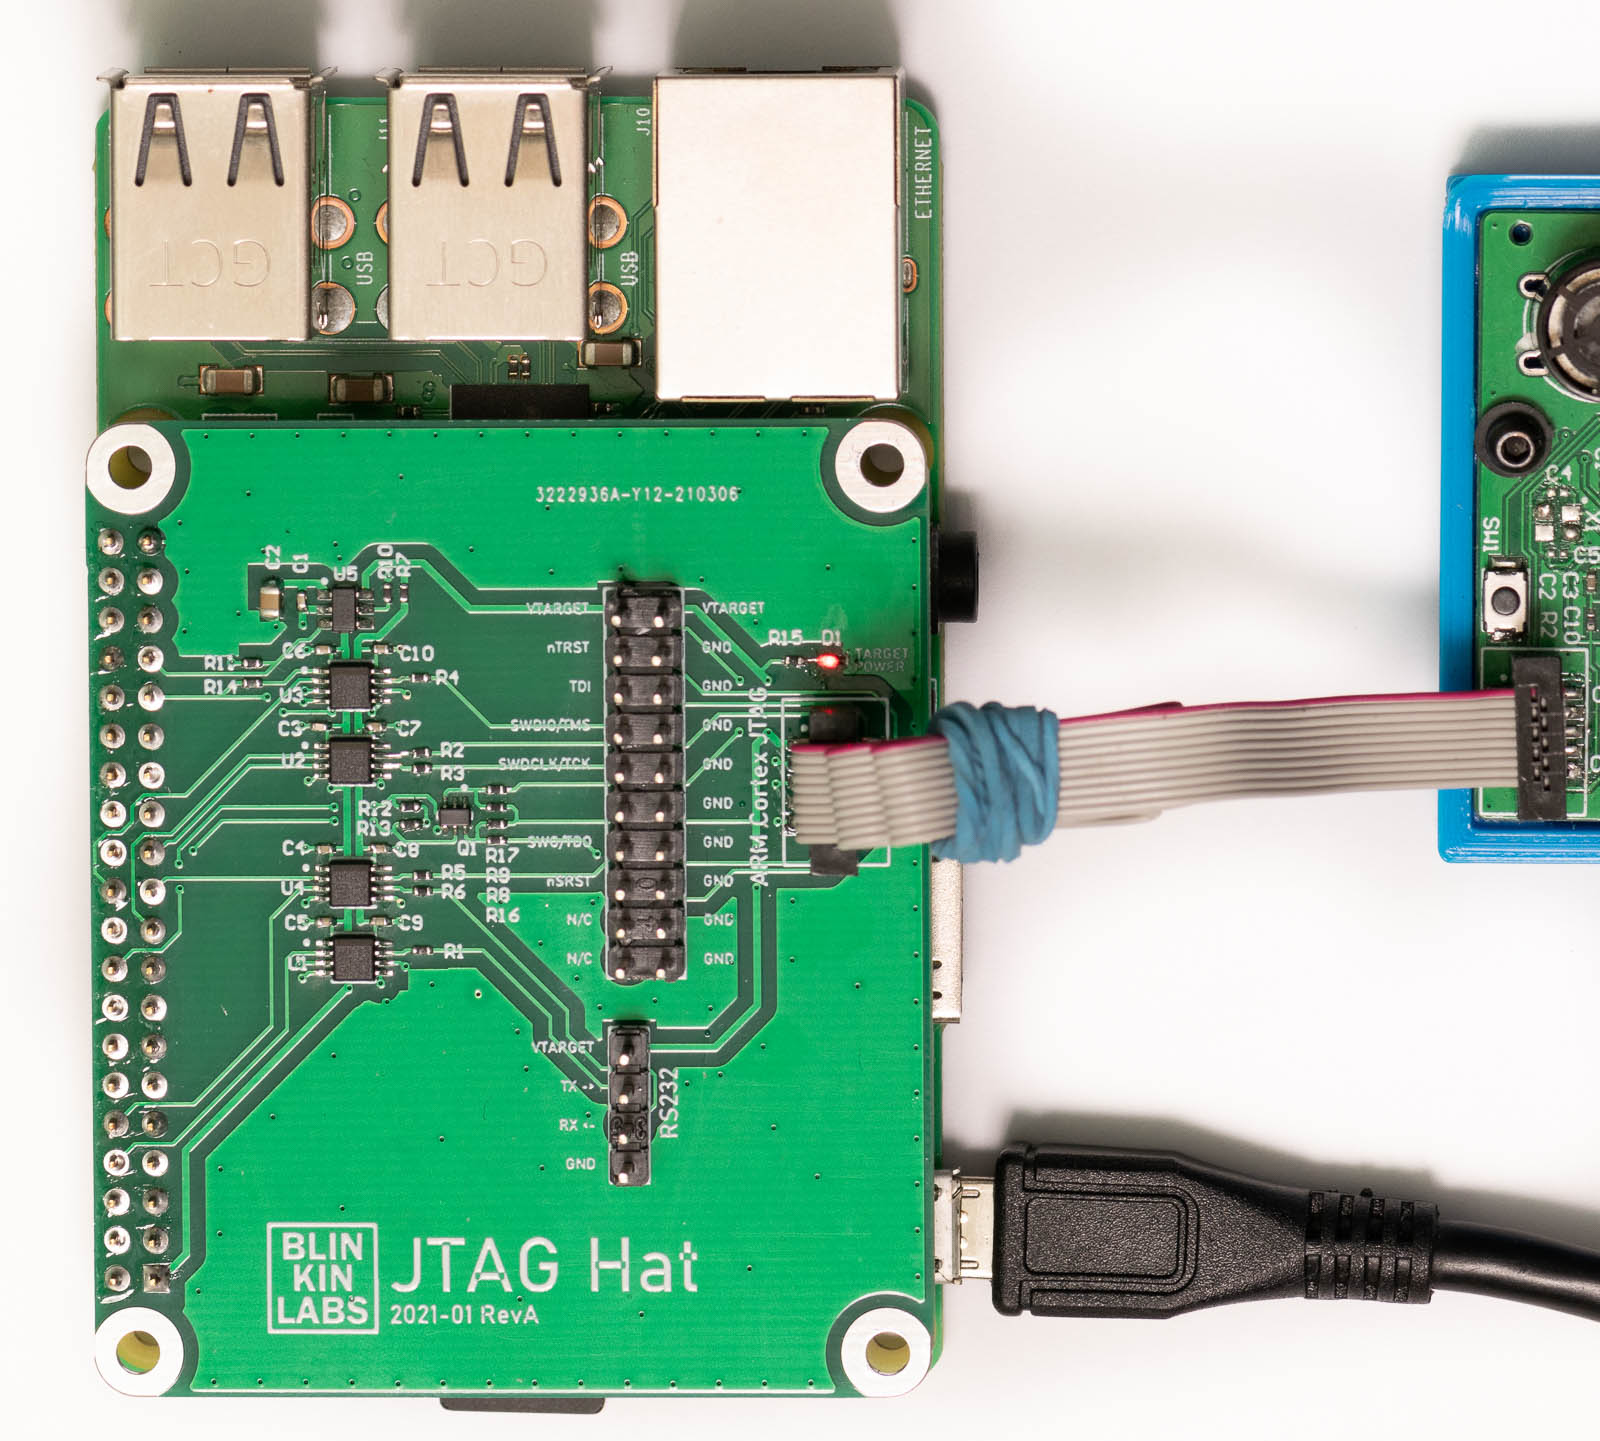 J11
J10
ETHERNET
GCT
USB
GCT
USB
3222936A-Y12-210306
C2
C1
U5
R10
R7
VTARGET
VTARGET
nTRST
GND
R15
D1
TARGET
POWER
C6
C10
R14
U3
R4
TDI
GND
C3
C7
SWDIO/TMS
GND
U2
R2
R3
SWDCLK/TCK
GND
ARM Cortex JTAG
R12
R13
Q1
GND
C4
C8
R17
SWO/TDO
GND
U4
R5
R6
R9
R8
R16
nSRST
GND
C5
C9
N/C
GND
U1
R1
N/C
GND
VTARGET
TX ->
RX <-
GND
RS232
BLIN
KIN
LABS
JTAG Hat
2021-01 RevA
C4
X1
C5
C3
C10
C2
R2